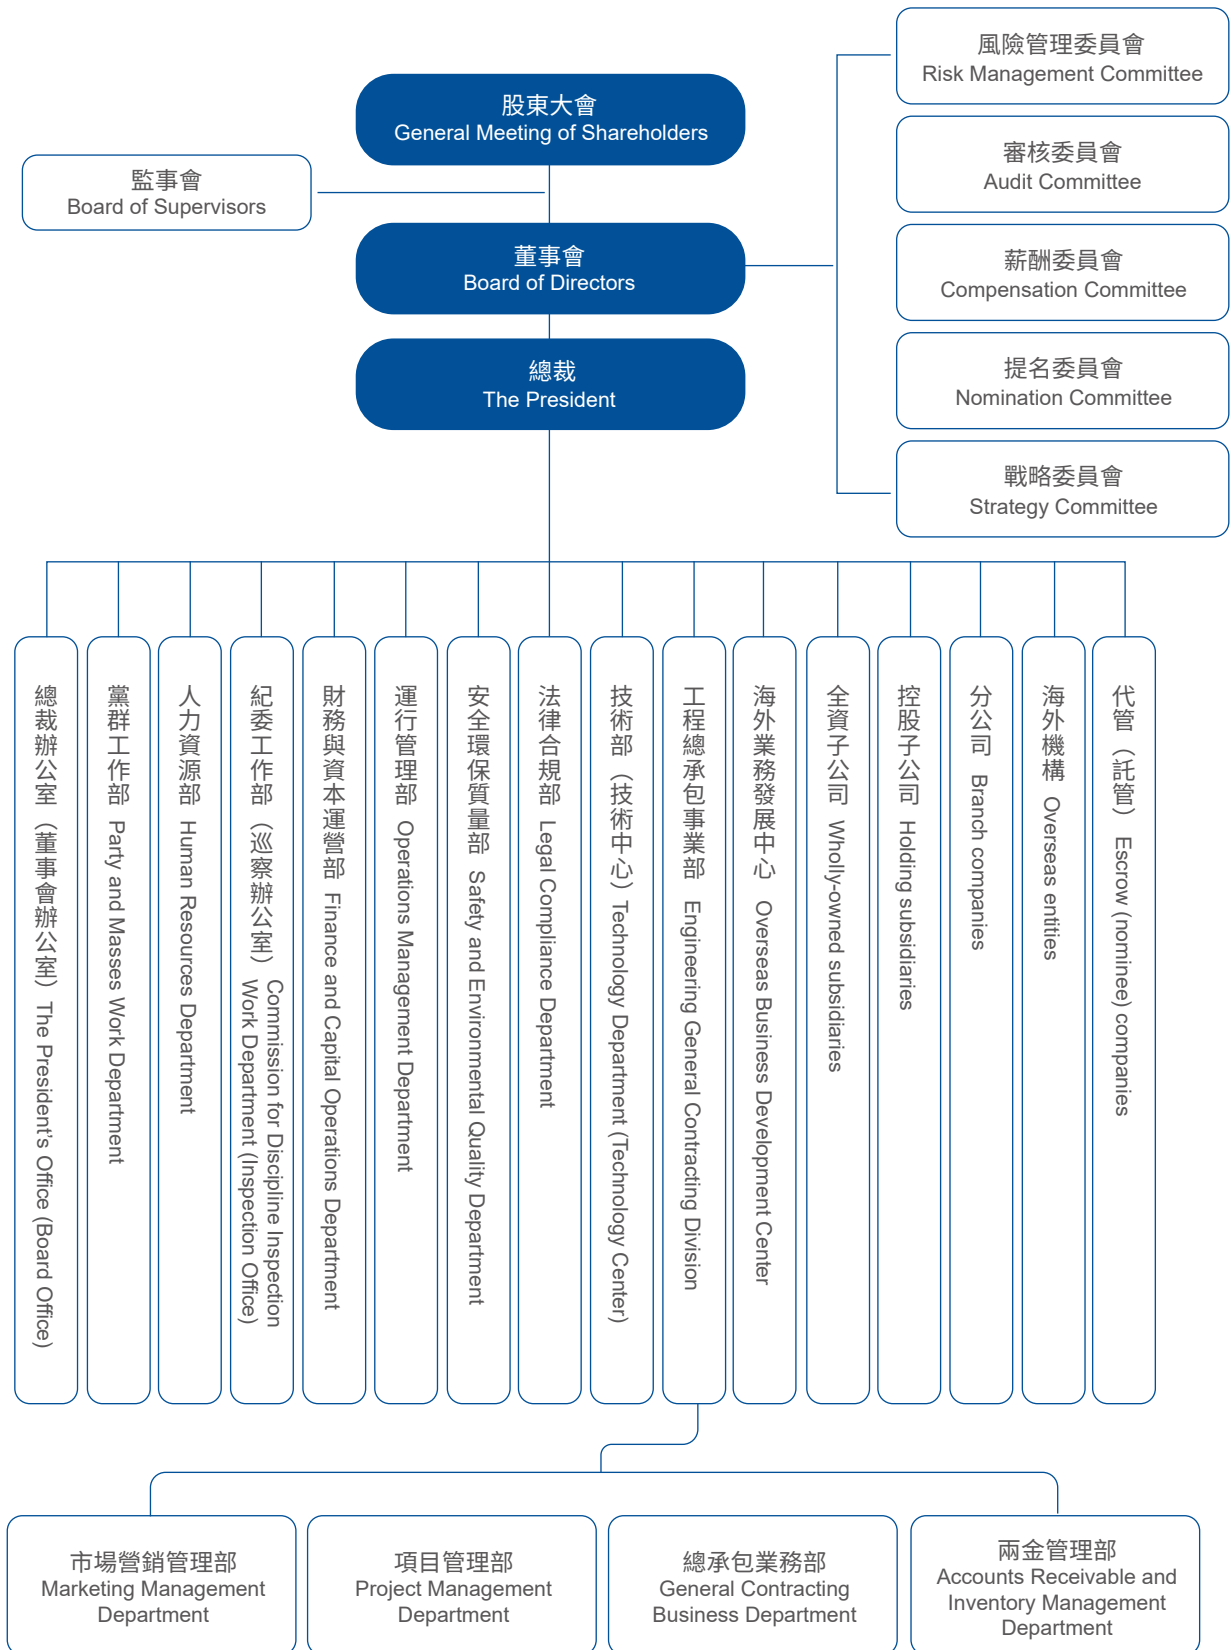 風險管理委員會
Risk Management Committee
股東大會
General Meeting of Shareholders
審核委員會
Audit Committee
監事會
Board of Supervisors
董事會
Board of Directors
薪酬委員會
Compensation Committee
總裁
The President
提名委員會
Nomination Committee
戰略委員會
Strategy Committee
總裁辦公室（董事會辦公室） The President's Office (Board Office)
黨群工作部 Party and Masses Work Department
人力資源部 Human Resources Department
紀委工作部（巡察辦公室）
Commission for Discipline Inspection
Work Department (Inspection Office)
財務與資本運營部 Finance and Capital Operations Department
運行管理部 Operations Management Department
安全環保質量部 Safety and Environmental Quality Department
法律合規部 Legal Compliance Department
技術部（技術中心） Technology Department (Technology Center)
工程總承包事業部 Engineering General Contracting Division
海外業務發展中心 Overseas Business Development Center
全資子公司 Wholly-owned subsidiaries
控股子公司 Holding subsidiaries
分公司 Branch companies
海外機構 Overseas entities
代管（託管） Escrow (nominee) companies
市場營銷管理部
Marketing Management
Department
項目管理部
Project Management
Department
總承包業務部
General Contracting
Business Department
兩金管理部
Accounts Receivable and
Inventory Management
Department